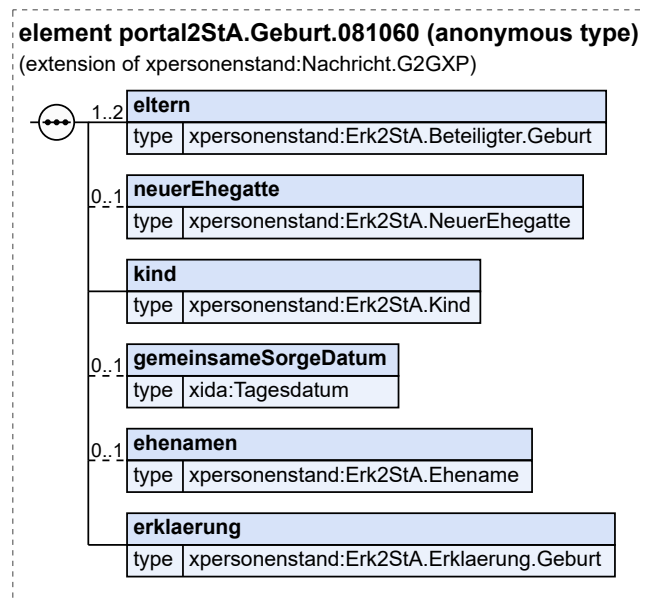 element portal2StA.Geburt.081060 (anonymous type)
(extension of xpersonenstand:Nachricht.G2GXP)
1..2
eltern
type xpersonenstand:Erk2StA.Beteiligter.Geburt
0..1
neuerEhegatte
type xpersonenstand:Erk2StA.NeuerEhegatte
kind
type xpersonenstand:Erk2StA.Kind
0..1
gemeinsameSorgeDatum
type xida:Tagesdatum
0..1
ehenamen
type xpersonenstand:Erk2StA.Ehename
erklaerung
type xpersonenstand:Erk2StA.Erklaerung.Geburt